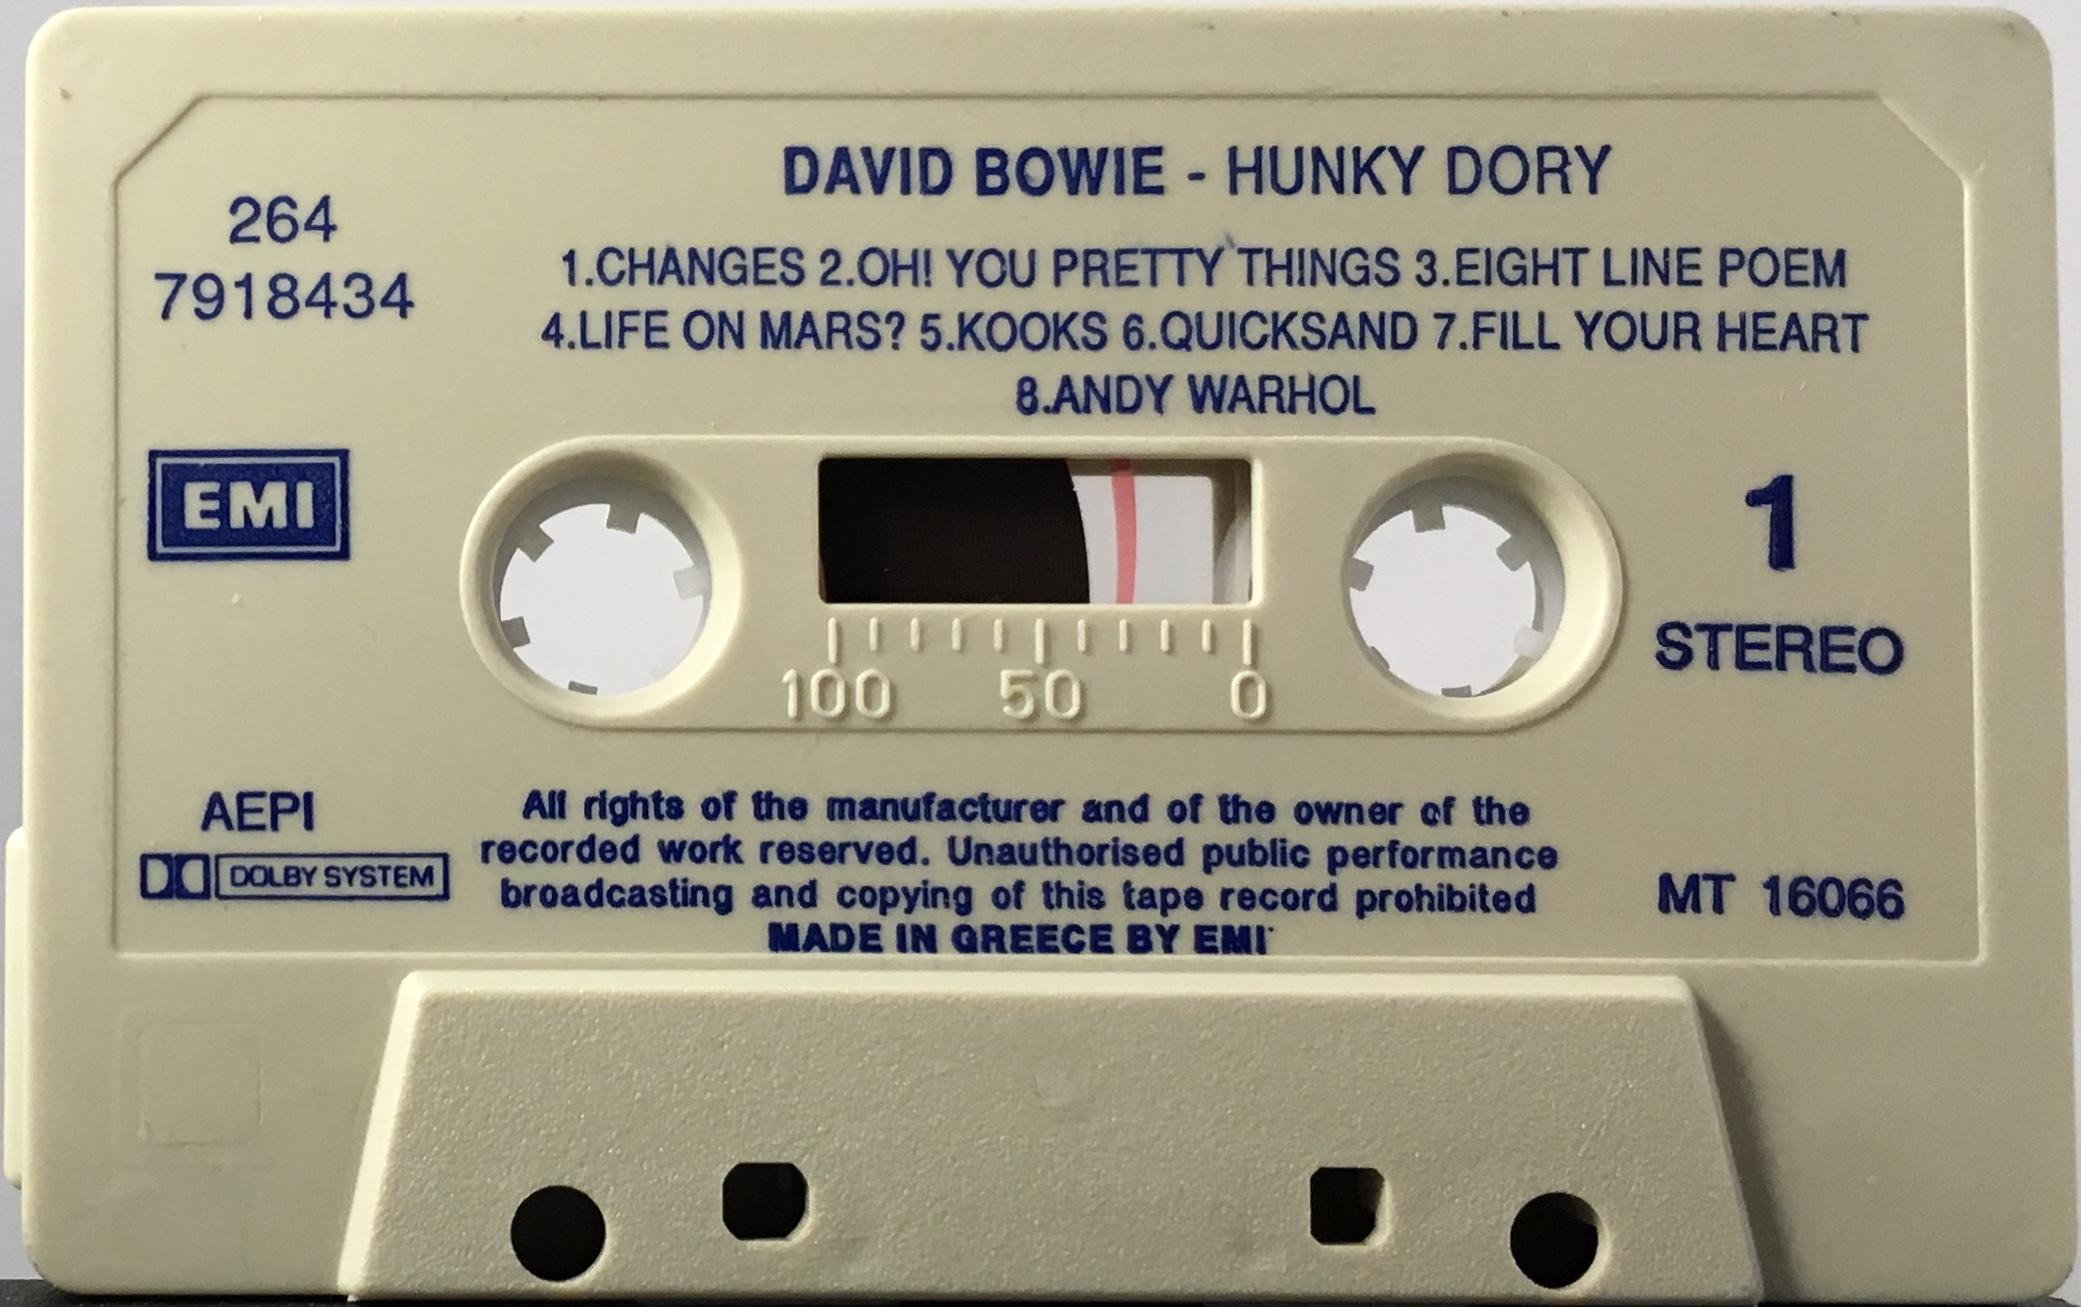 DAVID BOWIE - HUNKY DORY
264
7918434
1.CHANGES 2.OH! YOU PRETTY THINGS 3.EIGHT LINE POEM
4.LIFE ON MARS? 5.KOOKS 6.QUICKSAND 7.FILL YOUR HEART
8.ANDY WARHOL
EMI
1
STEREO
100 50 0
AEPI
DOLBY SYSTEM
All rights of the manufacturer and of the owner of the
recorded work reserved. Unauthorised public performance
broadcasting and copying of this tape record prohibited
MADE IN GREECE BY EMI
MT 16066